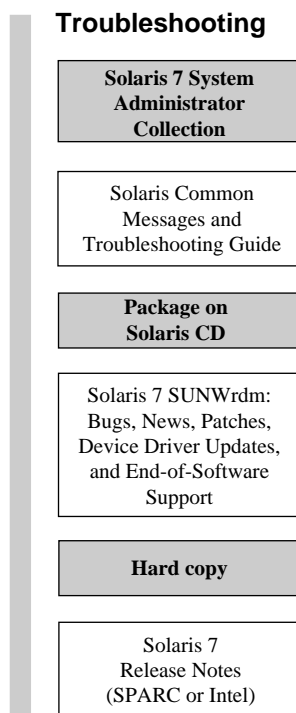 Troubleshooting
Solaris 7 System
Administrator
Collection
Solaris Common
Messages and
Troubleshooting Guide
Package on
Solaris CD
Solaris 7 SUNWrdm:
Bugs, News, Patches,
Device Driver Updates,
and End-of-Software
Support
Hard copy
Solaris 7
Release Notes
(SPARC or Intel)